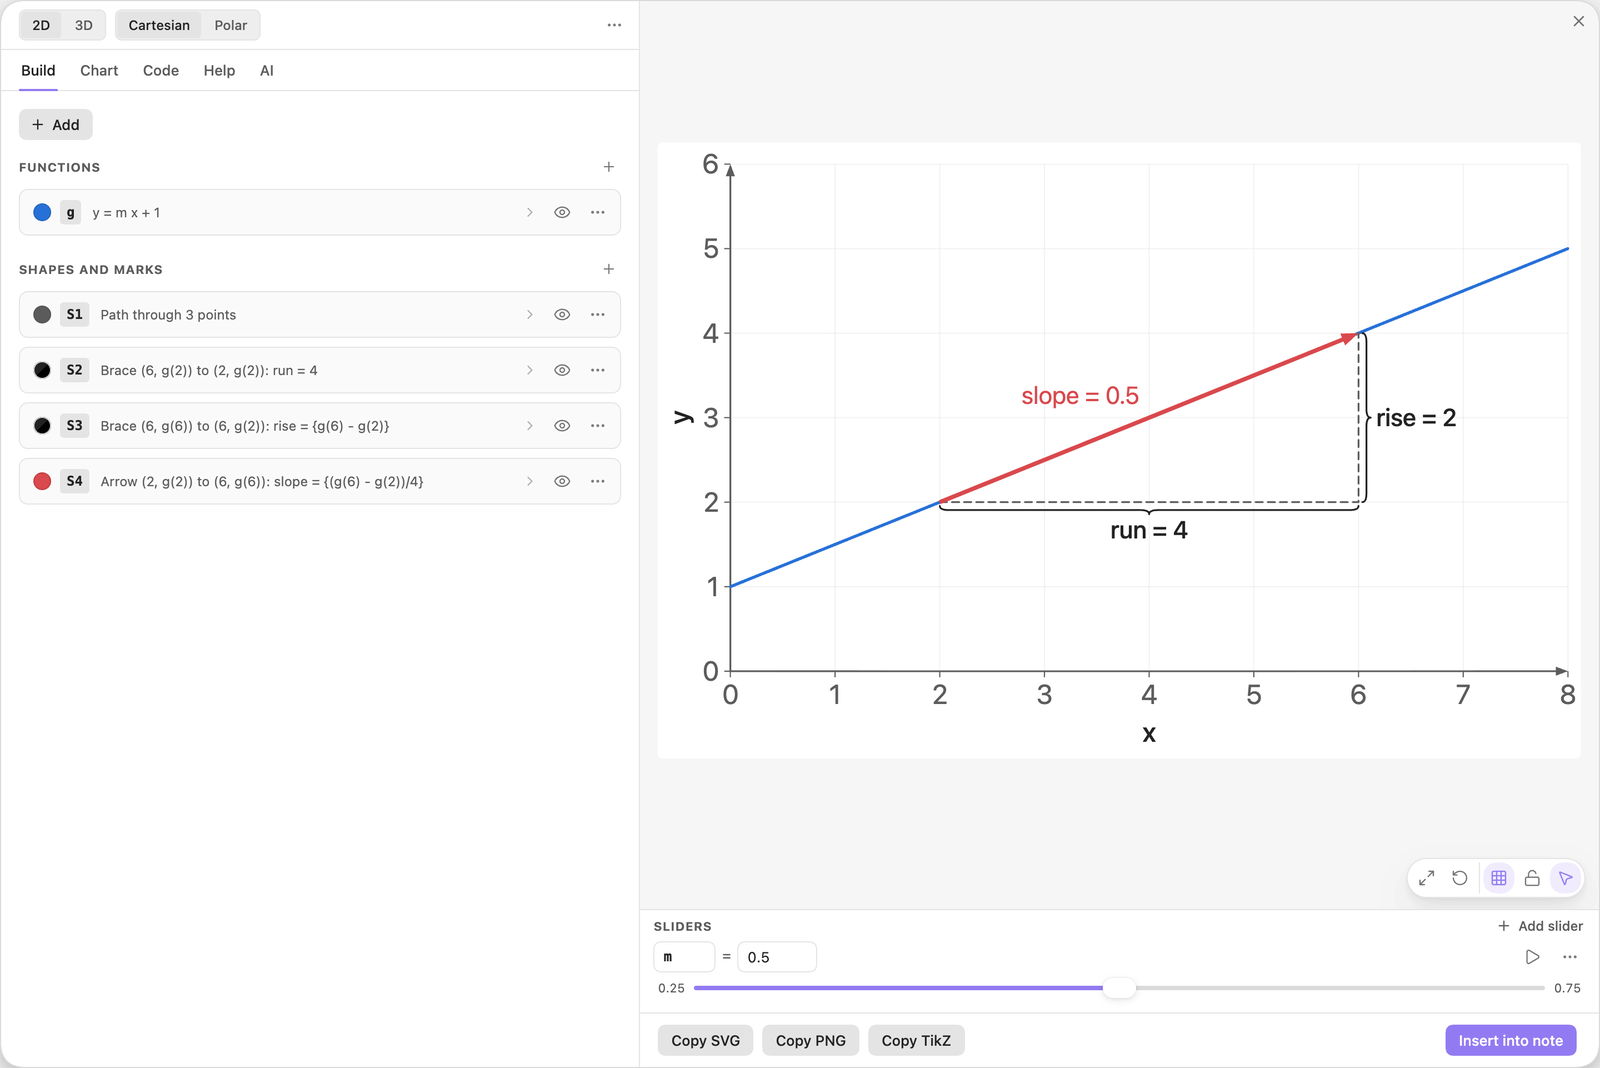 2D 3D Cartesian Polar
Build Chart Code Help AI
+ Add
FUNCTIONS
g y = m x + 1
SHAPES AND MARKS
S1 Path through 3 points
S2 Brace (6, g(2)) to (2, g(2)): run = 4
S3 Brace (6, g(6)) to (6, g(2)): rise = {g(6) - g(2)}
S4 Arrow (2, g(2)) to (6, g(6)): slope = {(g(6) - g(2))/4}
6
5
4
slope = 0.5
y
3
rise = 2
2
run = 4
1
0
0 1 2 3 4 5 6 7 8
x
SLIDERS
+ Add slider
m = 0.5
0.25 0.75
Copy SVG Copy PNG Copy TikZ Insert into note